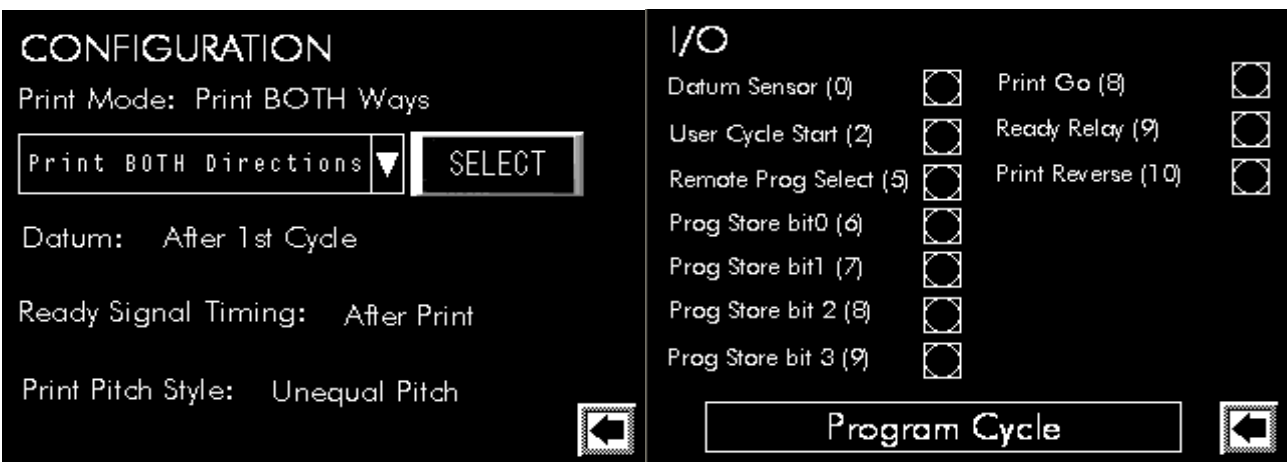 CONFIGURATION
Print Mode: Print BOTH Ways
Print BOTH Directions
SELECT
Datum: After 1st Cycle
Ready Signal Timing: After Print
Print Pitch Style: Unequal Pitch
I/O
Datum Sensor (0)
User Cycle Start (2)
Remote Prog Select (5)
Prog Store bit0 (6)
Prog Store bit1 (7)
Prog Store bit 2 (8)
Prog Store bit 3 (9)
Print Go (8)
Ready Relay (9)
Print Reverse (10)
Program Cycle